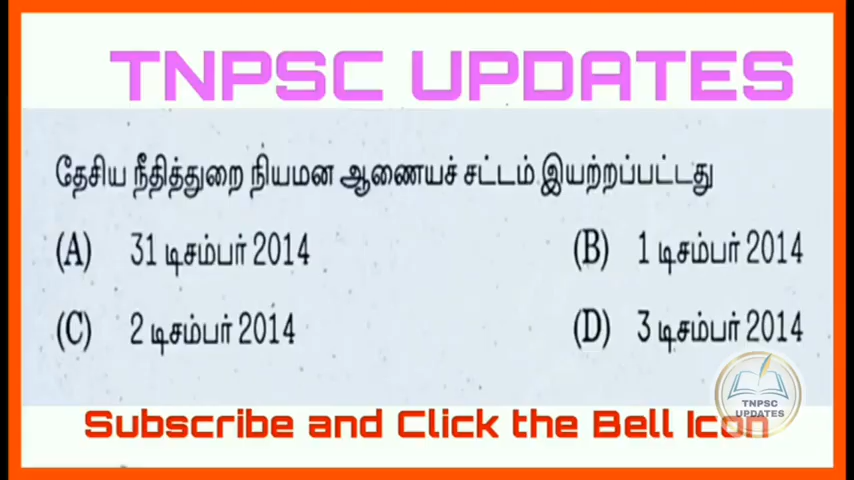 TNPSC UPDATES
தேசிய நீதித்துறை நியமன ஆணையச் சட்டம் இயற்றப்பட்டது
(A) 31 டிசம்பர் 2014 (B) 1 டிசம்பர் 2014
(C) 2 டிசம்பர் 2014 (D) 3 டிசம்பர் 2014
TNPSC
UPDATES
Subscribe and Click the Bell Icon